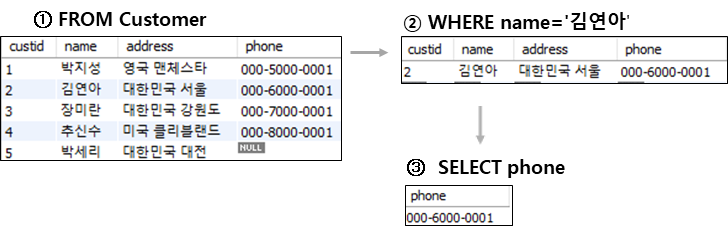 ① FROM Customer
custid name address phone
1 박지성 영국 맨체스타 000-5000-0001
2 김연아 대한민국 서울 000-6000-0001
3 장미란 대한민국 강원도 000-7000-0001
4 추신수 미국 클리블랜드 000-8000-0001
5 박세리 대한민국 대전 NULL
② WHERE name='김연아'
custid name address phone
2 김연아 대한민국 서울 000-6000-0001
③ SELECT phone
phone
000-6000-0001